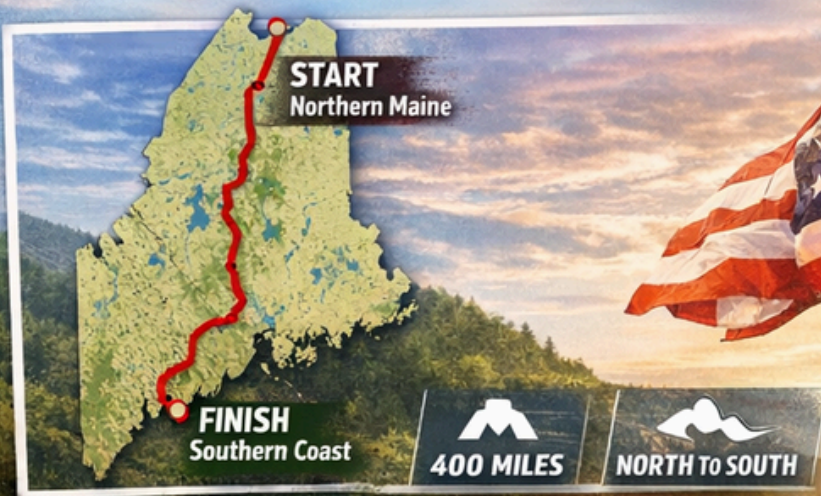 START
Northern Maine
FINISH
Southern Coast
400 MILES
NORTH To SOUTH